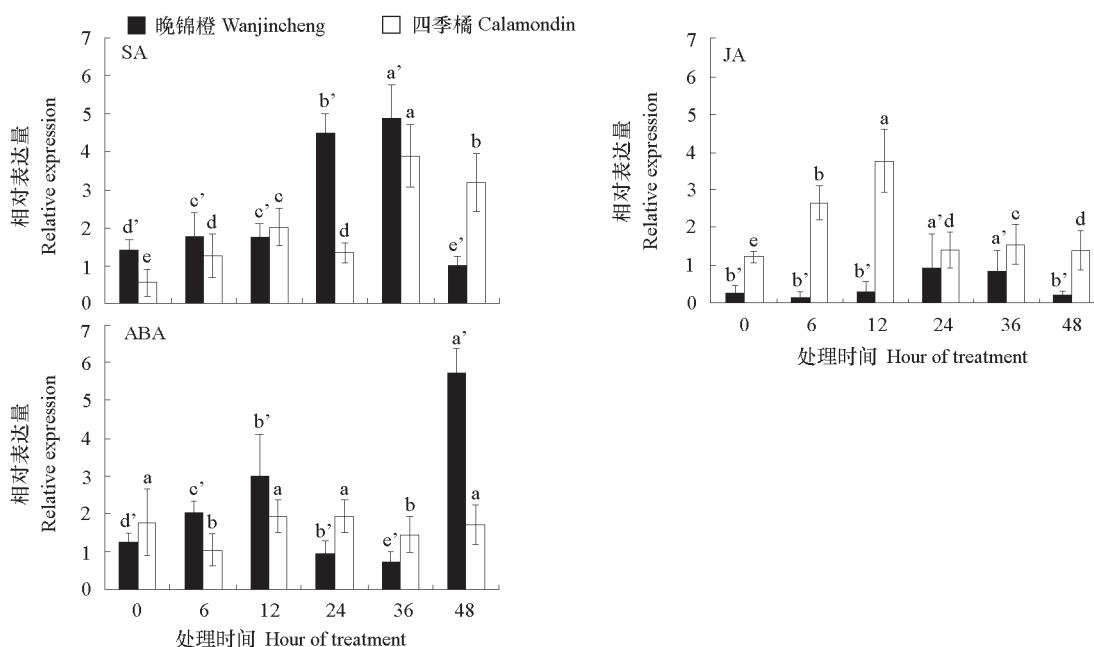 晚锦橙 Wanjincheng 四季橘 Calamondin
SA
相对表达量
Relative expression
7
6
5
4
3
2
1
0
d’ e c’ d c’ c b’ d a’ a e’ b
ABA
相对表达量
Relative expression
7
6
5
4
3
2
1
0
d’ a c’ b b’ a b’ a e’ b a’ a
0 6 12 24 36 48
处理时间 Hour of treatment
JA
相对表达量
Relative expression
7
6
5
4
3
2
1
0
b’ e b’ b b’ a a’ d a’ c b’ d
0 6 12 24 36 48
处理时间 Hour of treatment